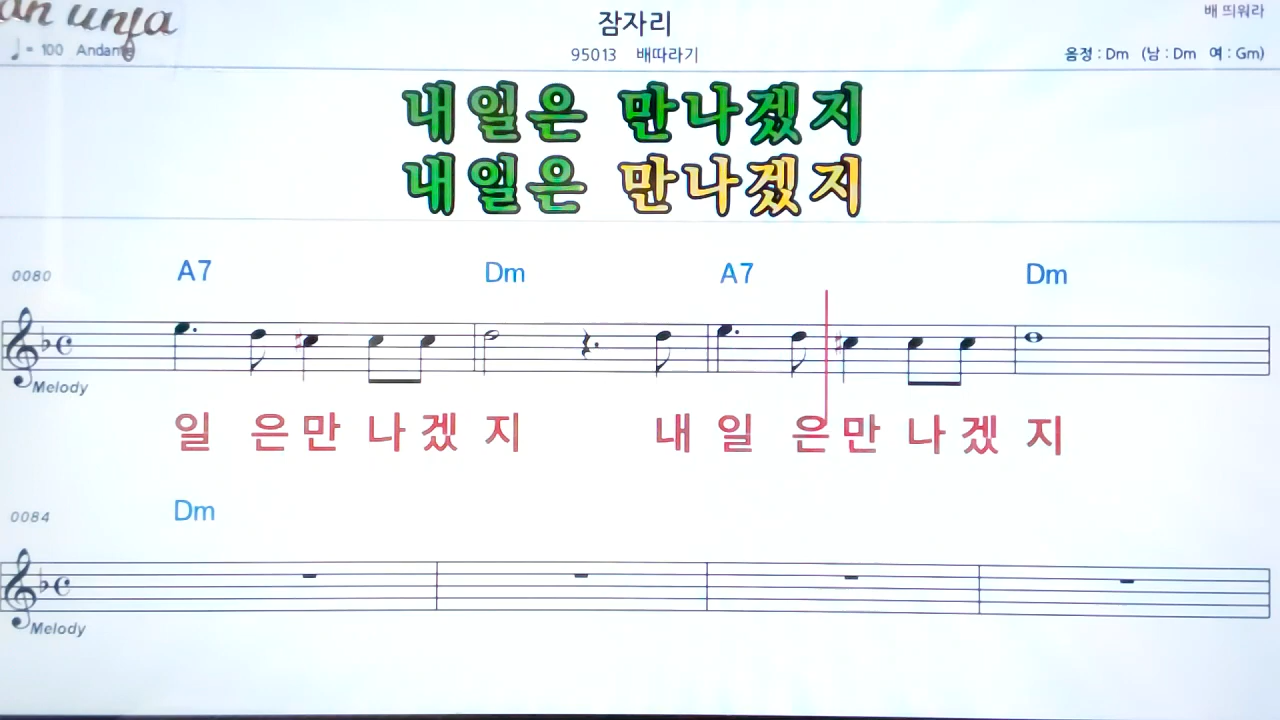 an unja
배 띄워라
잠자리
♩= 100 Andante
95013 배따라기
음정 : Dm (남 : Dm 여 : Gm)
내일은 만나겠지
내일은 만나겠지
0080
A7 Dm A7 Dm
Melody
일 은 만 나 겠 지 내 일 은 만 나 겠 지
0084
Dm
Melody